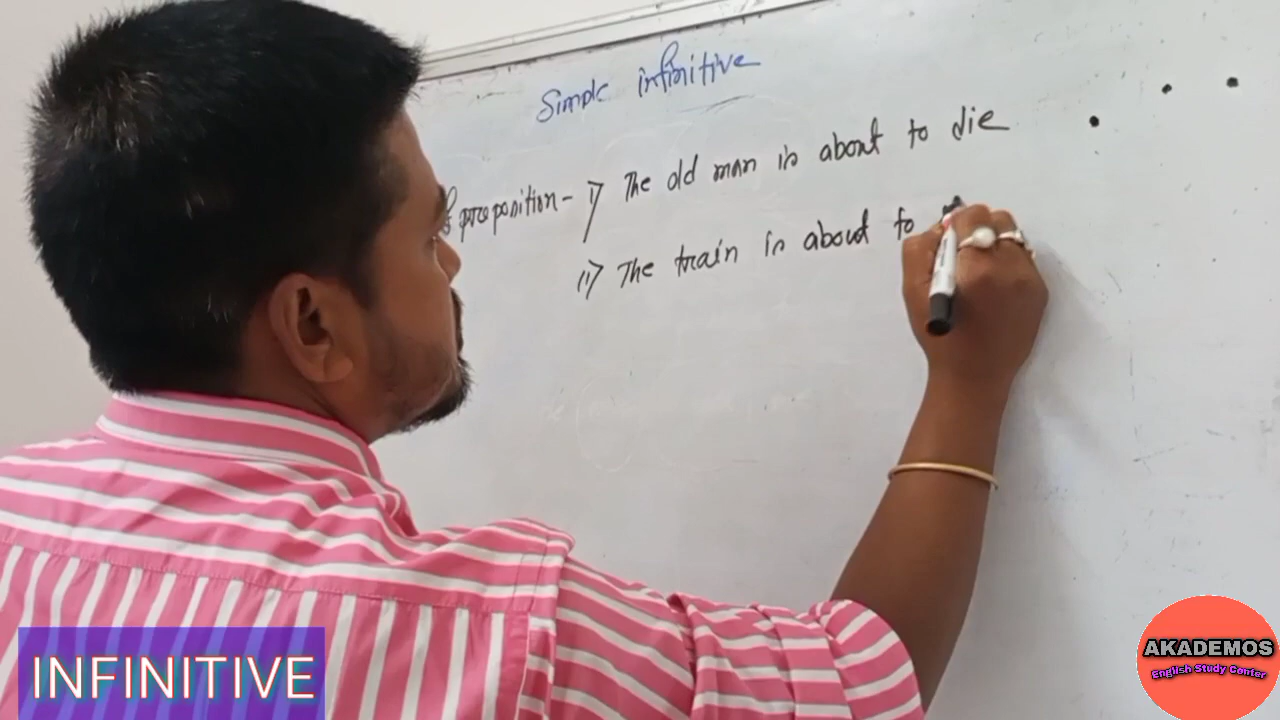 Simple infinitive
preposition - i) The old man is about to die
ii) The train is about to
INFINITIVE
AKADEMOS
English Study Center